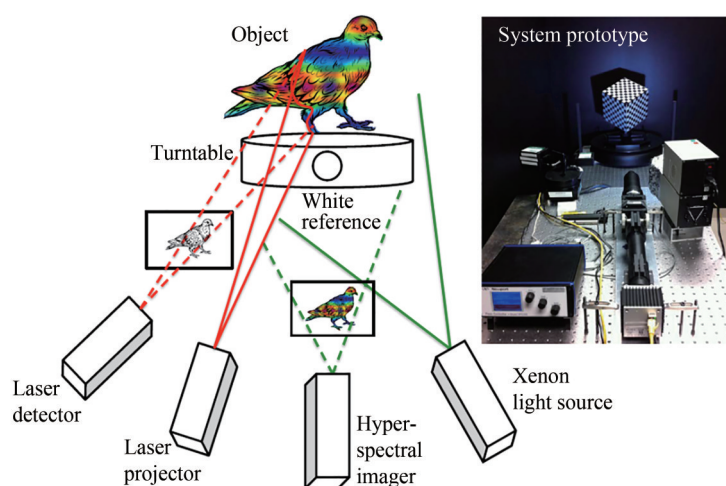 Object
System prototype
Turntable
White
reference
Laser
detector
Laser
projector
Hyper-
spectral
imager
Xenon
light source